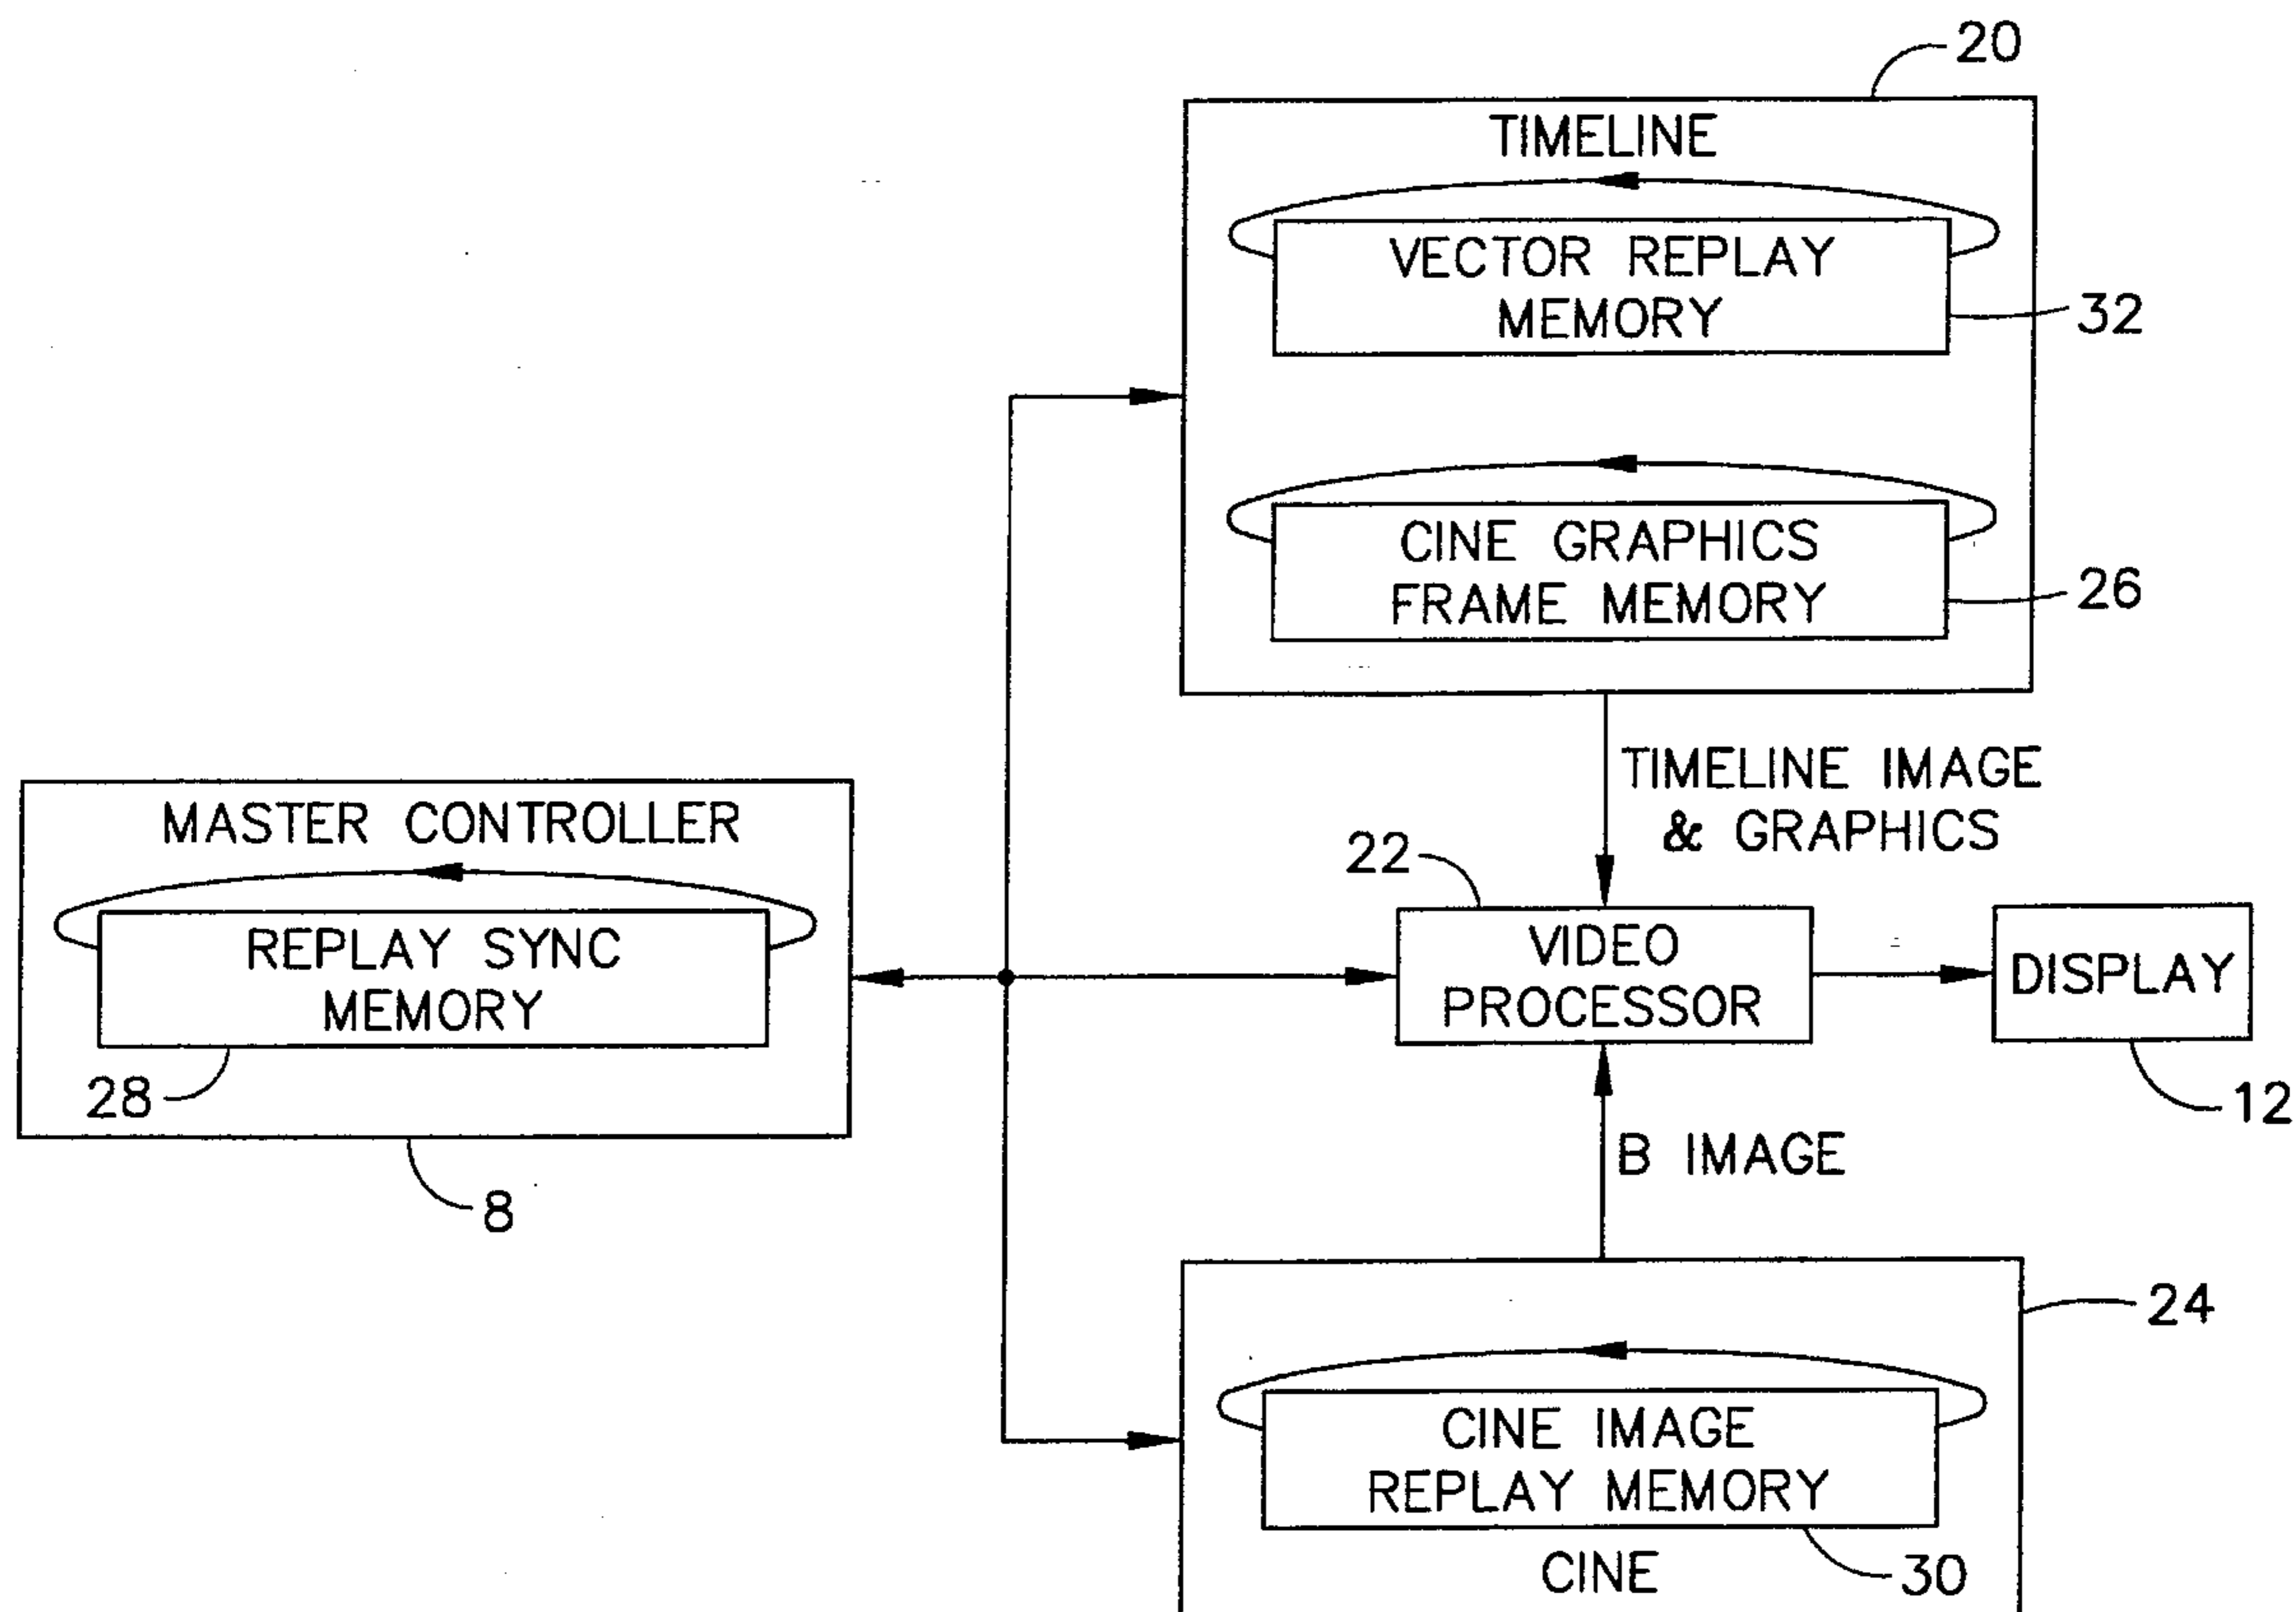 20
TIMELINE
VECTOR REPLAY
MEMORY
32
CINE GRAPHICS
FRAME MEMORY
26
TIMELINE IMAGE
& GRAPHICS
MASTER CONTROLLER
REPLAY SYNC
MEMORY
28
8
22
VIDEO
PROCESSOR
DISPLAY
12
B IMAGE
24
CINE IMAGE
REPLAY MEMORY
30
CINE